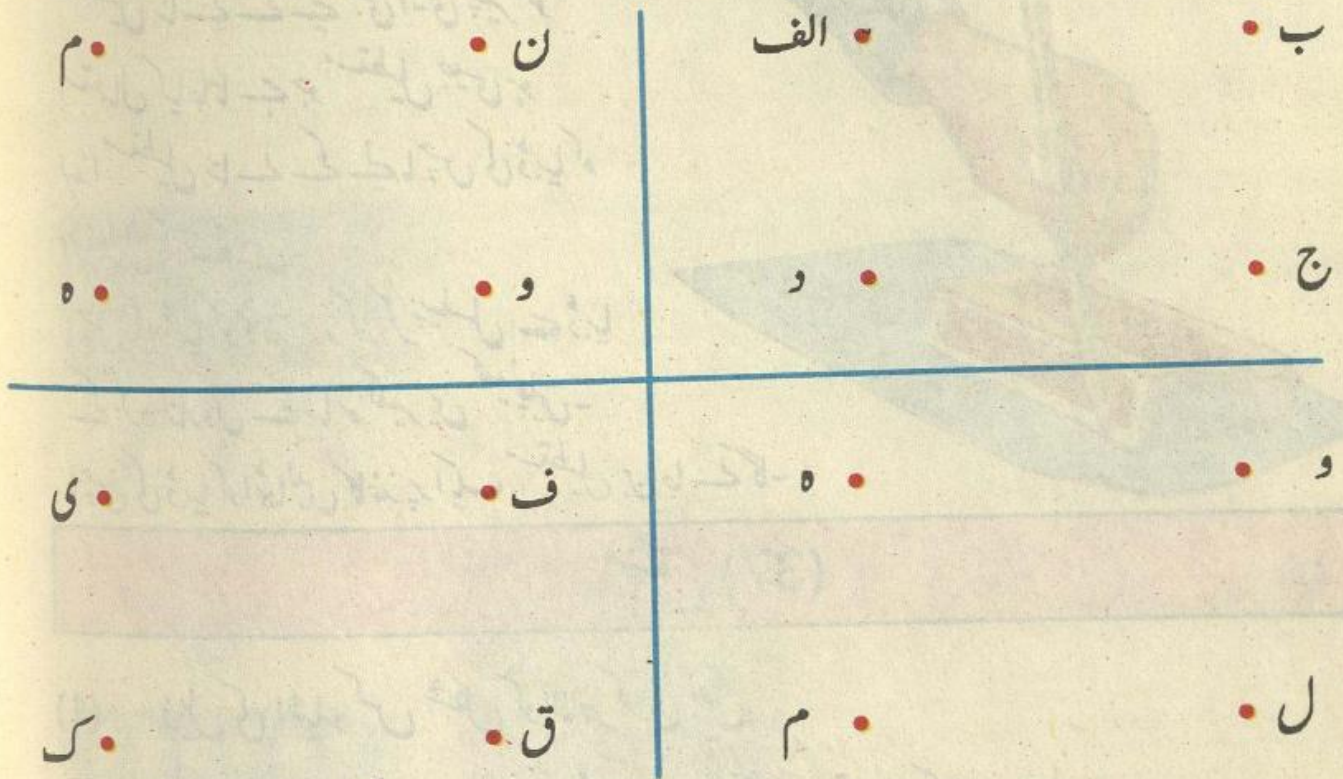 ب الف ن م
ج د و ه
و ه ف ی
ل م ق ک